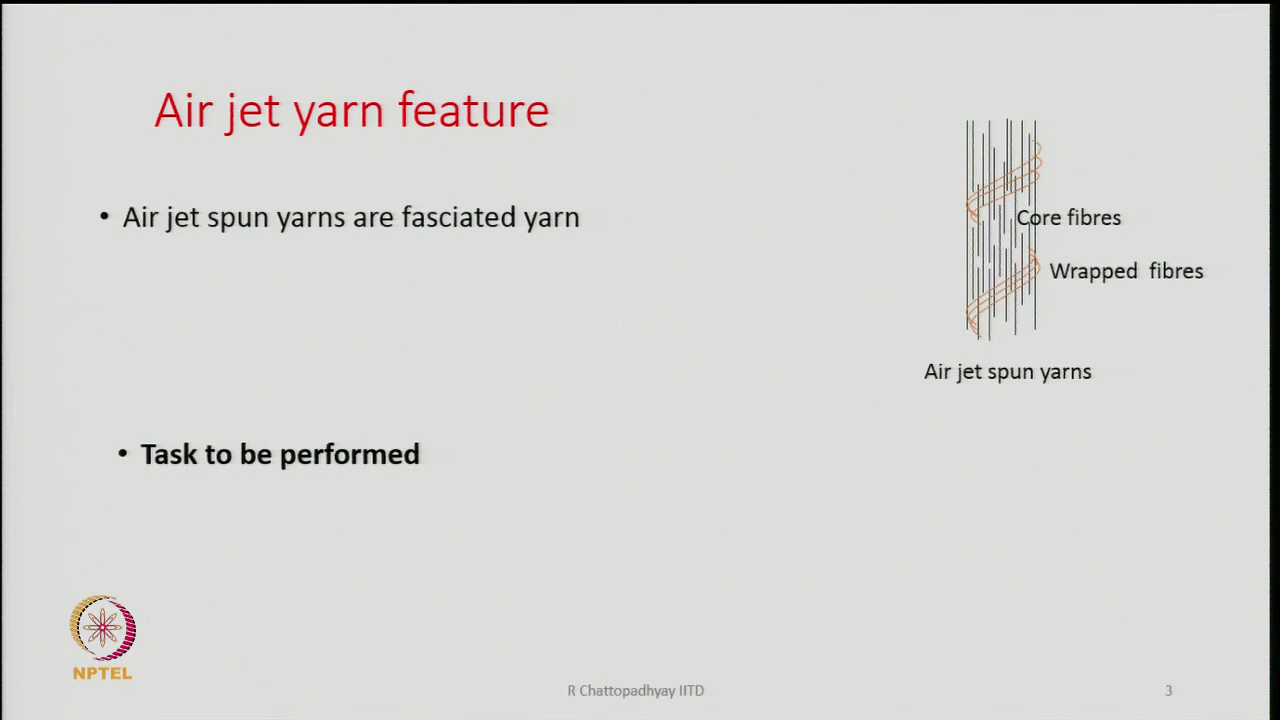 Air jet yarn feature
• Air jet spun yarns are fasciated yarn
Core fibres
Wrapped fibres
Air jet spun yarns
• Task to be performed
NPTEL
R Chattopadhyay IITD
3